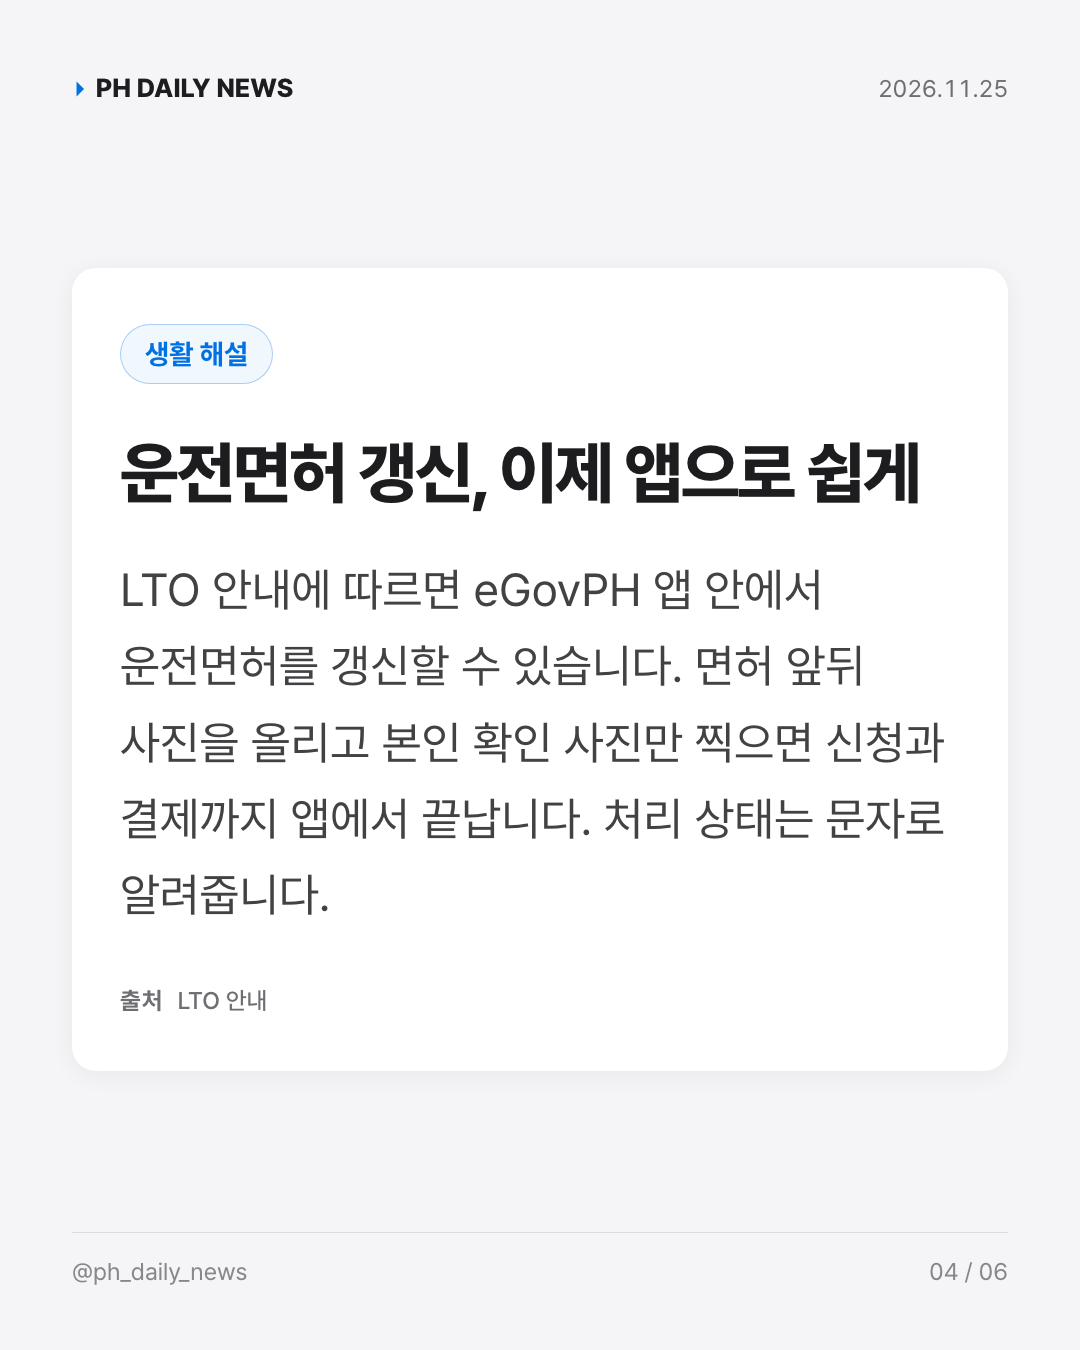 PH DAILY NEWS
2026.11.25
생활 해설
운전면허 갱신, 이제 앱으로 쉽게
LTO 안내에 따르면 eGovPH 앱 안에서
운전면허를 갱신할 수 있습니다. 면허 앞뒤
사진을 올리고 본인 확인 사진만 찍으면 신청과
결제까지 앱에서 끝납니다. 처리 상태는 문자로
알려줍니다.
출처 LTO 안내
@ph_daily_news
04 / 06